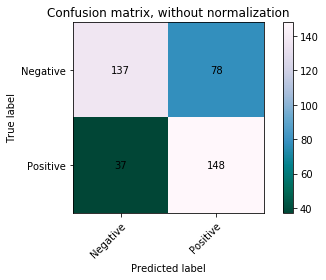 Confusion matrix, without normalization
True label
Negative
137
78
Positive
37
148
Negative
Positive
Predicted label
140
120
100
80
60
40